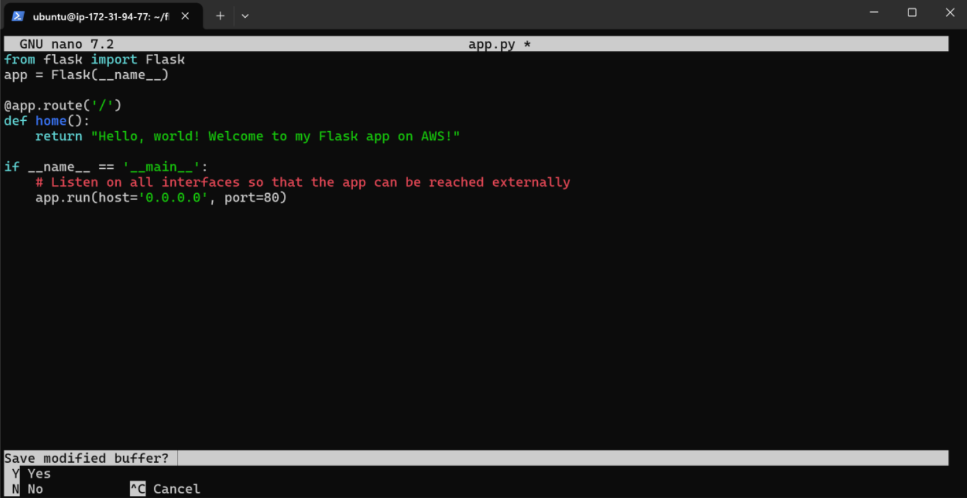 ubuntu@ip-172-31-94-77: ~/f
GNU nano 7.2 app.py *
from flask import Flask
app = Flask(__name__)
@app.route('/')
def home():
    return "Hello, world! Welcome to my Flask app on AWS!"
if __name__ == '__main__':
    # Listen on all interfaces so that the app can be reached externally
    app.run(host='0.0.0.0', port=80)
Save modified buffer?
Y Yes
N No ^C Cancel